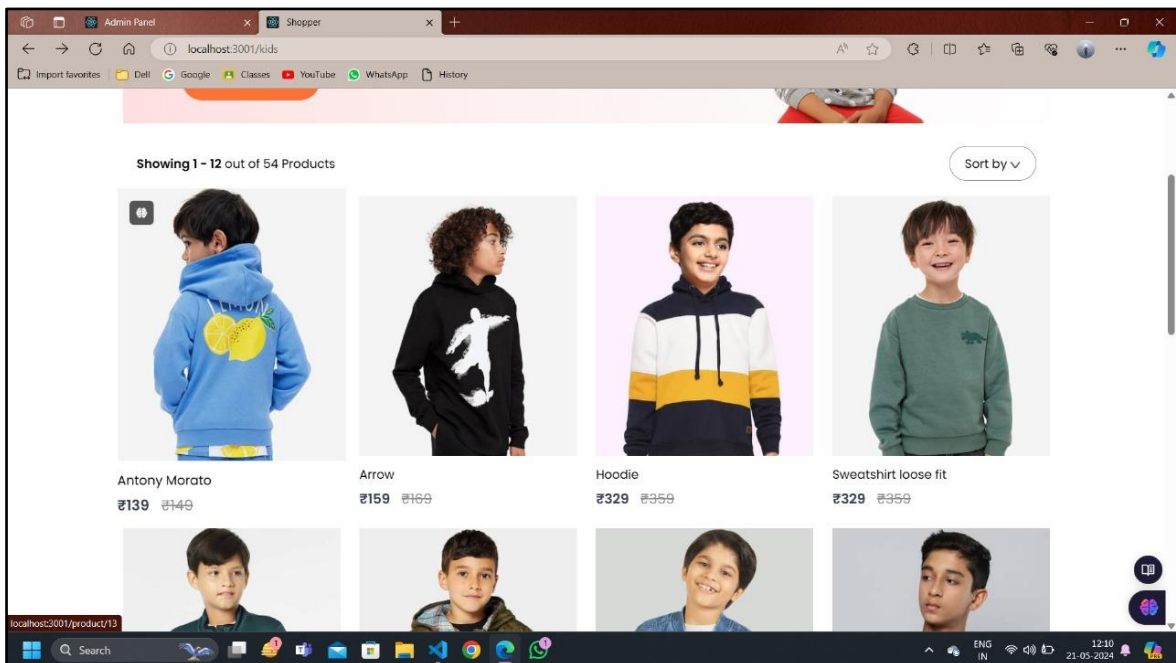 Admin Panel
Shopper
localhost:3001/kids
Import favorites
Dell
Google
Classes
YouTube
WhatsApp
History
Showing 1 - 12 out of 54 Products
Sort by
LEMON
Antony Morato
₹139 ₹149
Arrow
₹159 ₹169
Hoodie
₹329 ₹359
Sweatshirt loose fit
₹329 ₹359
localhost:3001/product/13
Search
ENG
IN
12:10
21-05-2024